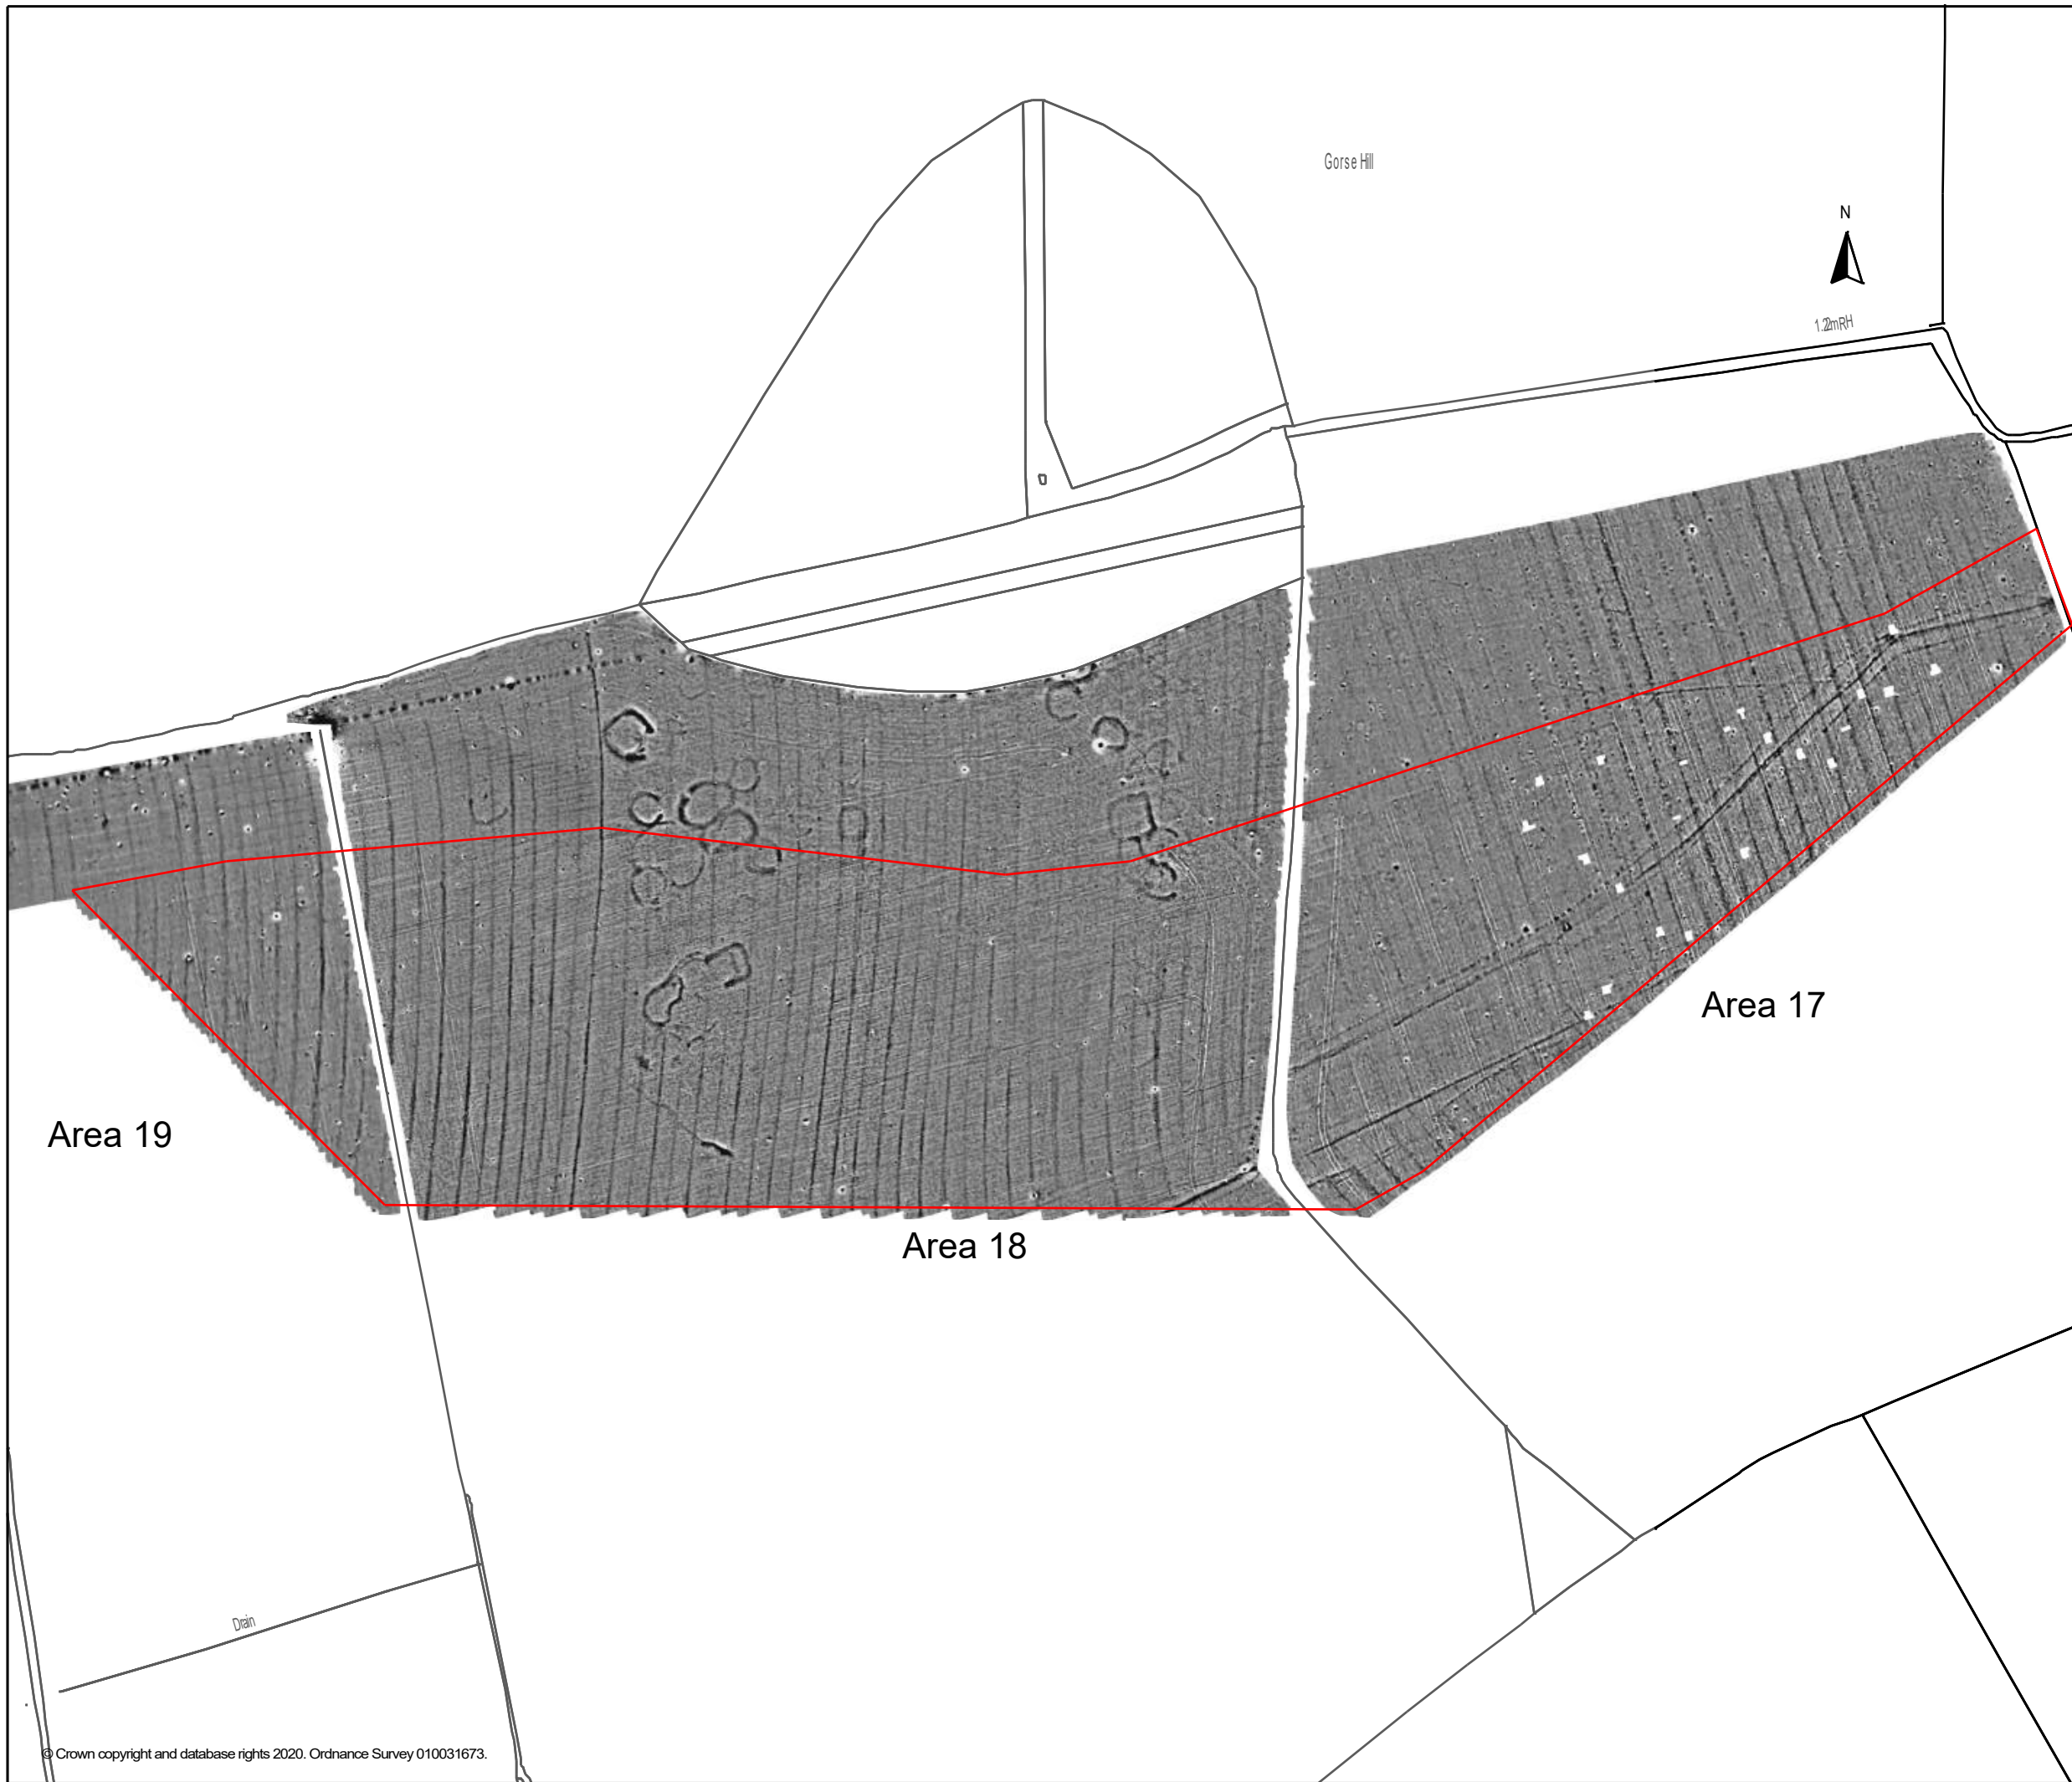 Gorse Hill
N
1.22mRH
Area 17
Area 19
Area 18
Drain
© Crown copyright and database rights 2020. Ordnance Survey 010031673.